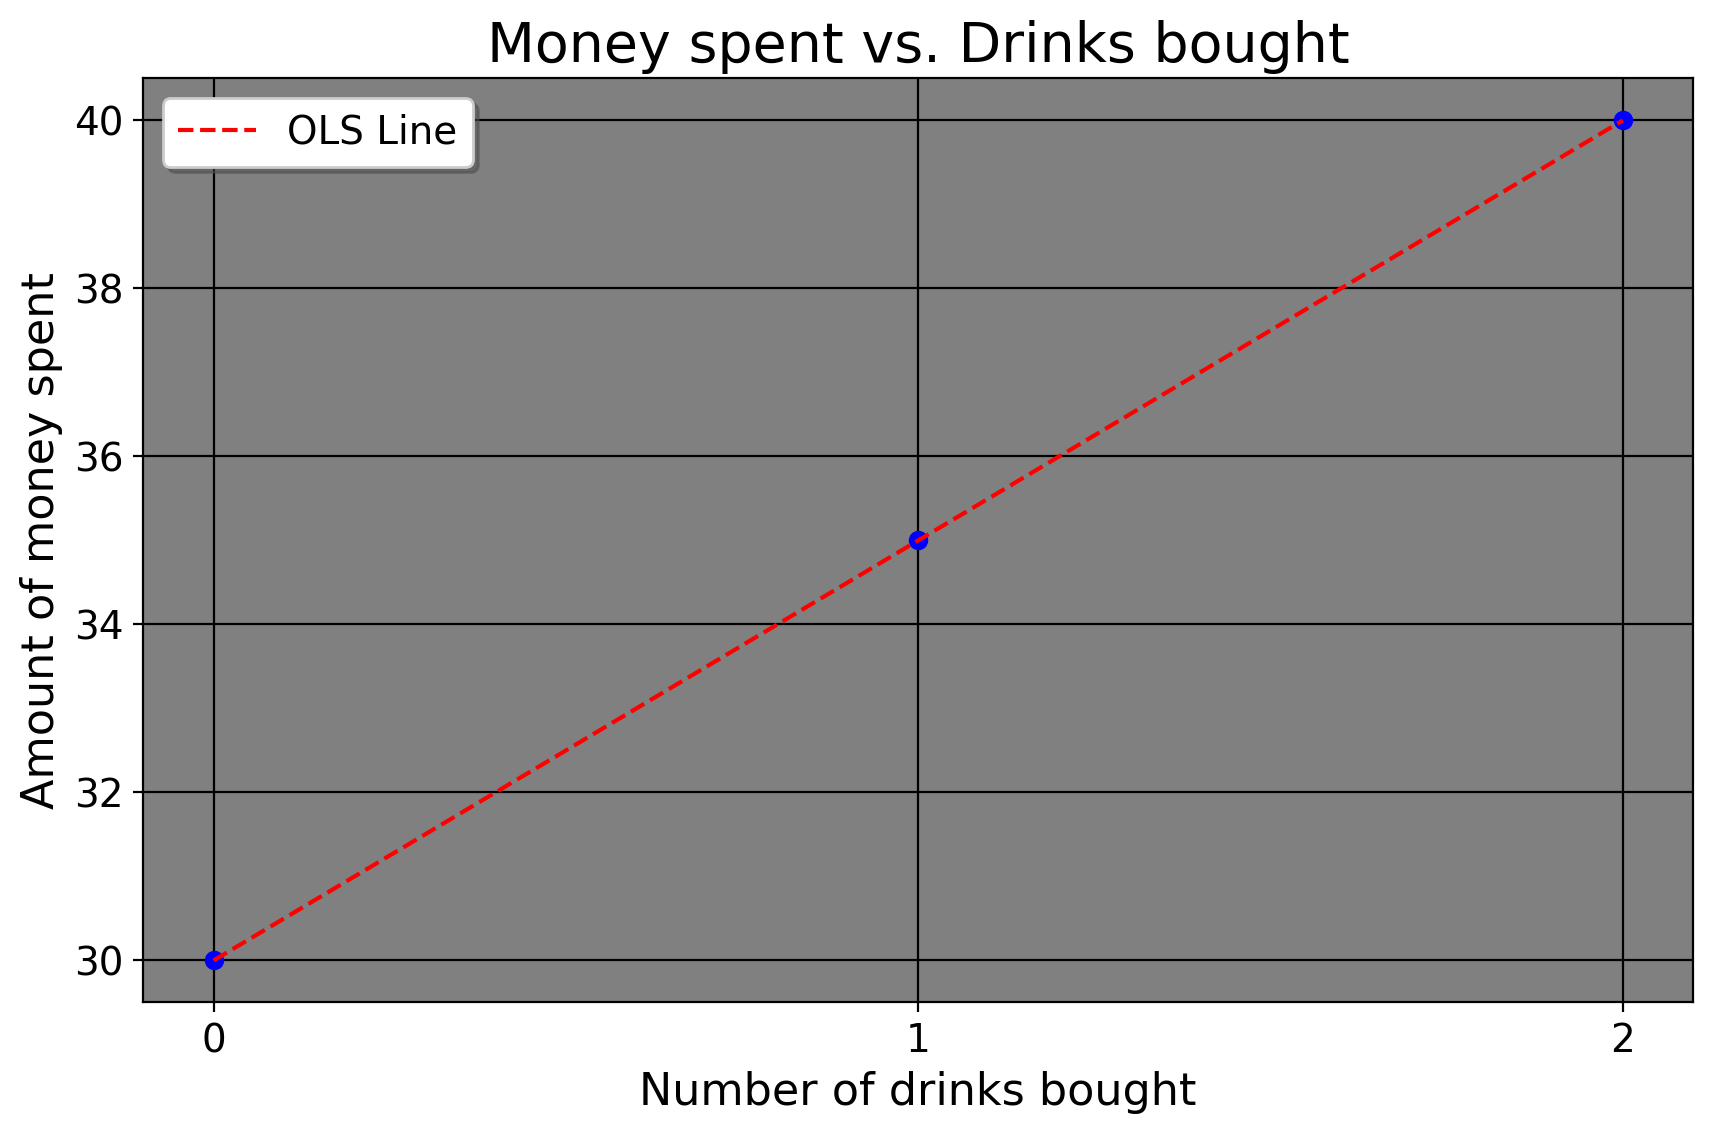 Money spent vs. Drinks bought
OLS Line
Amount of money spent
40
38
36
34
32
30
0 1 2
Number of drinks bought